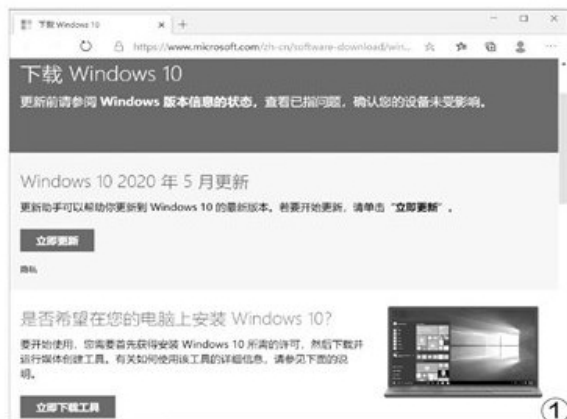 下载 Windows 10
https://www.microsoft.com/zh-cn/software-download/win...
下载 Windows 10
更新前请参阅 Windows 版本信息的状态，查看已指问题，确认您的设备未受影响。
Windows 10 2020 年 5 月更新
更新助手可以帮助你更新到 Windows 10 的最新版本。若要开始更新，请单击“立即更新”。
立即更新
隐私
是否希望在您的电脑上安装 Windows 10?
要开始使用，您需要首先获得安装 Windows 10 所需的许可，然后下载并
运行媒体创建工具。有关如何使用该工具的详细信息，请参见下面的说
明。
立即下载工具
①